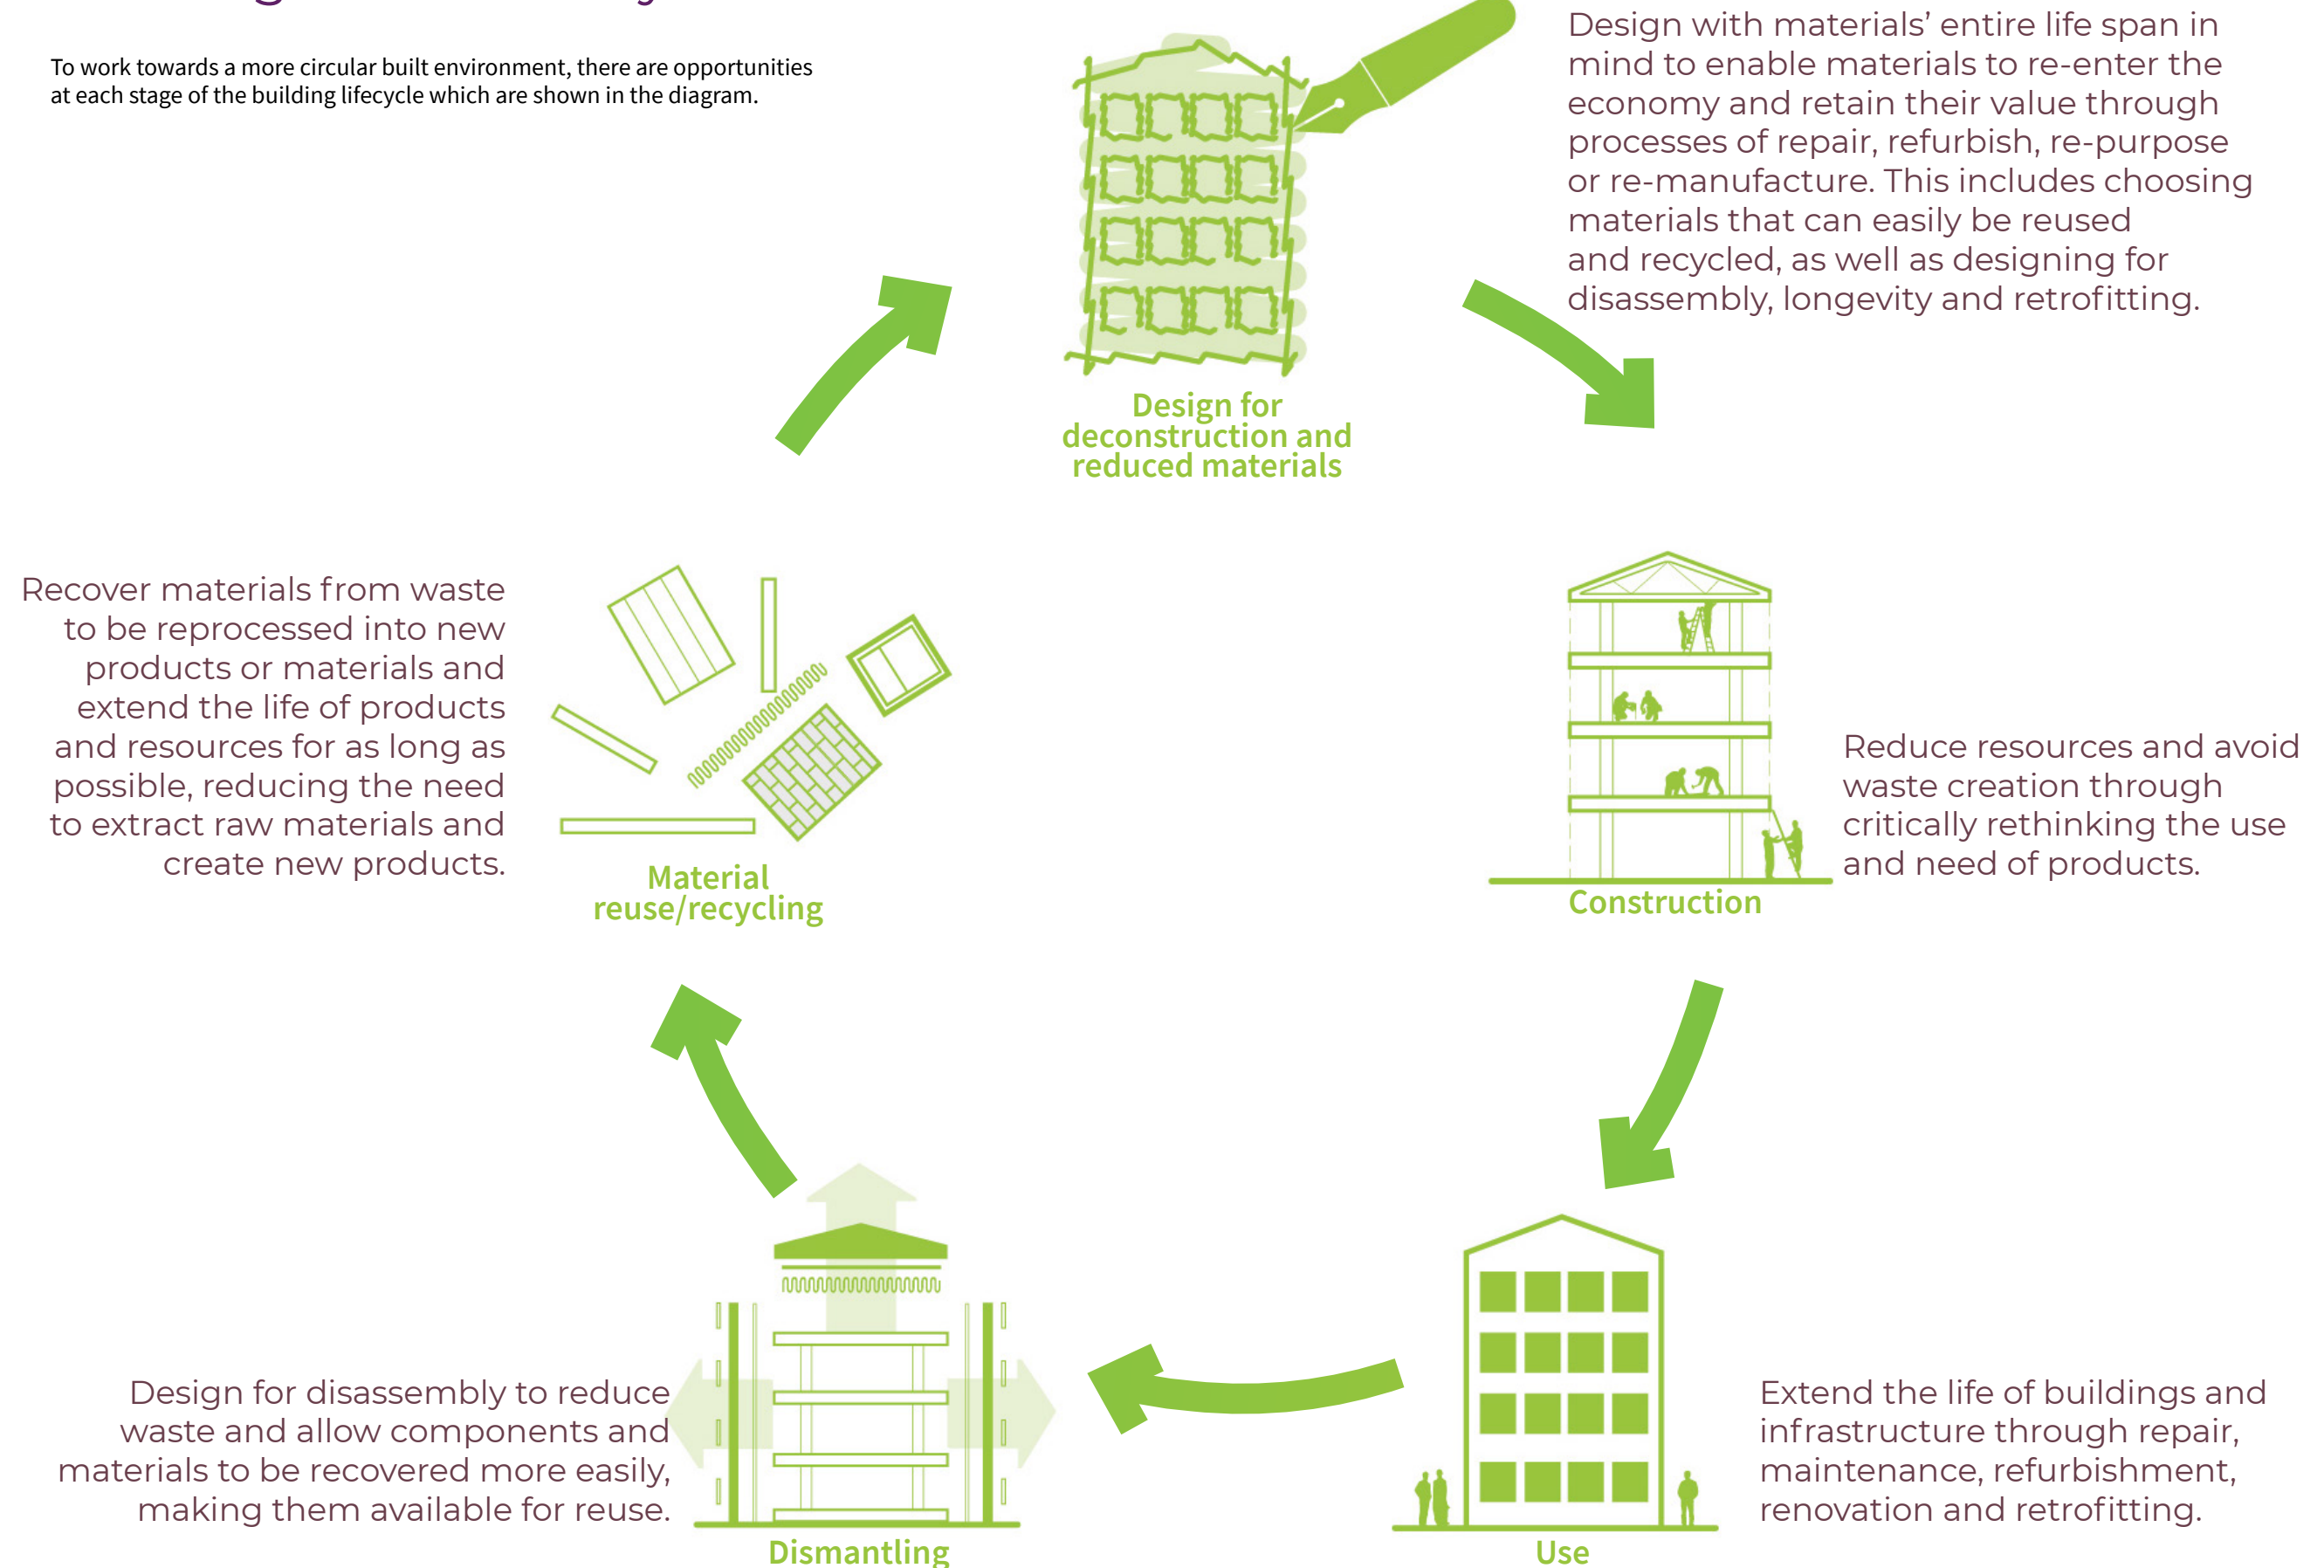 To work towards a more circular built environment, there are opportunities
at each stage of the building lifecycle which are shown in the diagram.
Design with materials’ entire life span in
mind to enable materials to re-enter the
economy and retain their value through
processes of repair, refurbish, re-purpose
or re-manufacture. This includes choosing
materials that can easily be reused
and recycled, as well as designing for
disassembly, longevity and retrofitting.
Design for
deconstruction and
reduced materials
Recover materials from waste
to be reprocessed into new
products or materials and
extend the life of products
and resources for as long as
possible, reducing the need
to extract raw materials and
create new products.
Material
reuse/recycling
Reduce resources and avoid
waste creation through
critically rethinking the use
and need of products.
Construction
Design for disassembly to reduce
waste and allow components and
materials to be recovered more easily,
making them available for reuse.
Dismantling
Extend the life of buildings and
infrastructure through repair,
maintenance, refurbishment,
renovation and retrofitting.
Use